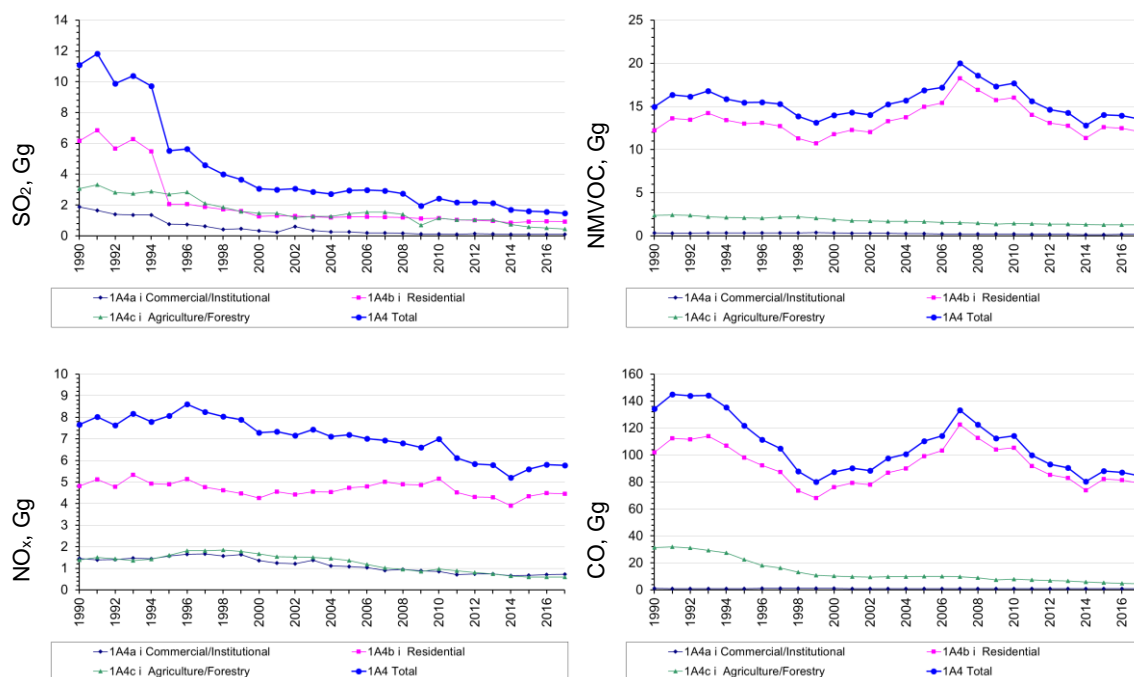 SO₂, Gg
14
12
10
8
6
4
2
0
1990 1992 1994 1996 1998 2000 2002 2004 2006 2008 2010 2012 2014 2016
1A4a i Commercial/Institutional 1A4b i Residential
1A4c i Agriculture/Forestry 1A4 Total
NMVOC, Gg
25
20
15
10
5
0
1990 1992 1994 1996 1998 2000 2002 2004 2006 2008 2010 2012 2014 2016
1A4a i Commercial/Institutional 1A4b i Residential
1A4c i Agriculture/Forestry 1A4 Total
NOₓ, Gg
10
9
8
7
6
5
4
3
2
1
0
1990 1992 1994 1996 1998 2000 2002 2004 2006 2008 2010 2012 2014 2016
1A4a i Commercial/Institutional 1A4b i Residential
1A4c i Agriculture/Forestry 1A4 Total
CO, Gg
160
140
120
100
80
60
40
20
0
1990 1992 1994 1996 1998 2000 2002 2004 2006 2008 2010 2012 2014 2016
1A4a i Commercial/Institutional 1A4b i Residential
1A4c i Agriculture/Forestry 1A4 Total